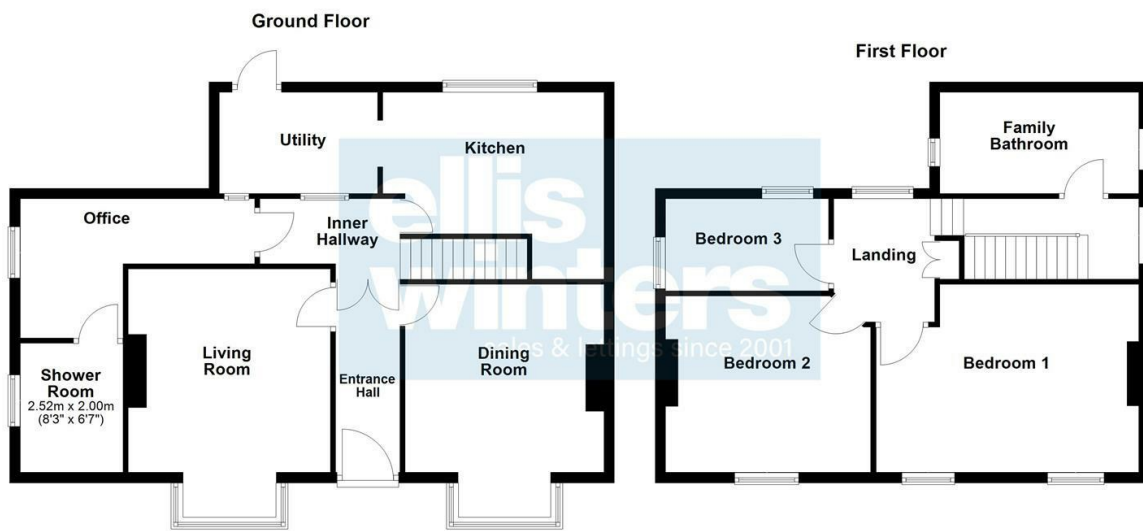 Ground Floor
First Floor
Utility
Kitchen
Family
Bathroom
Office
Inner
Hallway
Bedroom 3
Landing
Living
Room
Dining
Room
Entrance
Hall
Shower
Room
2.52m x 2.00m
(8'3" x 6'7")
Bedroom 2
Bedroom 1
ellis
winters
sales & lettings since 2001